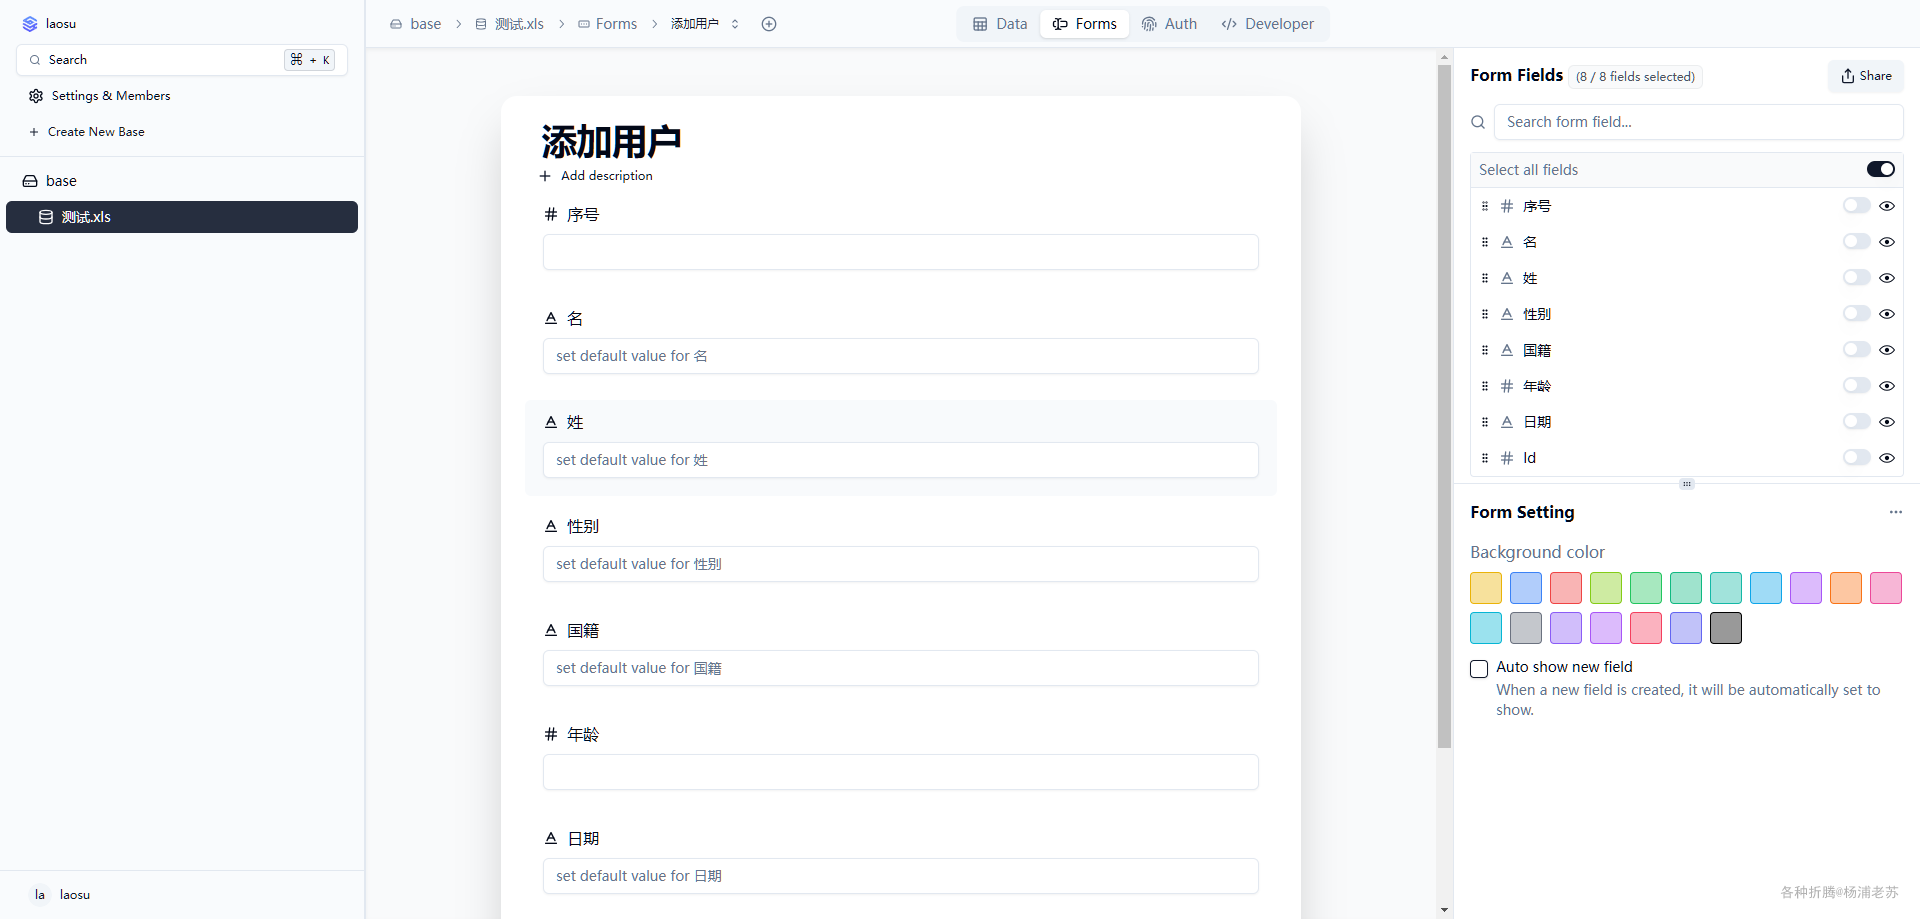 laosu
Search
⌘ + K
Settings & Members
Create New Base
base
测试.xls
la
laosu
base
测试.xls
Forms
添加用户
Data
Forms
Auth
Developer
添加用户
Add description
序号
名
set default value for 名
姓
set default value for 姓
性别
set default value for 性别
国籍
set default value for 国籍
年龄
日期
set default value for 日期
Form Fields
(8 / 8 fields selected)
Share
Search form field...
Select all fields
序号
名
姓
性别
国籍
年龄
日期
Id
Form Setting
Background color
Auto show new field
When a new field is created, it will be automatically set to
show.
各种折腾@杨浦老苏